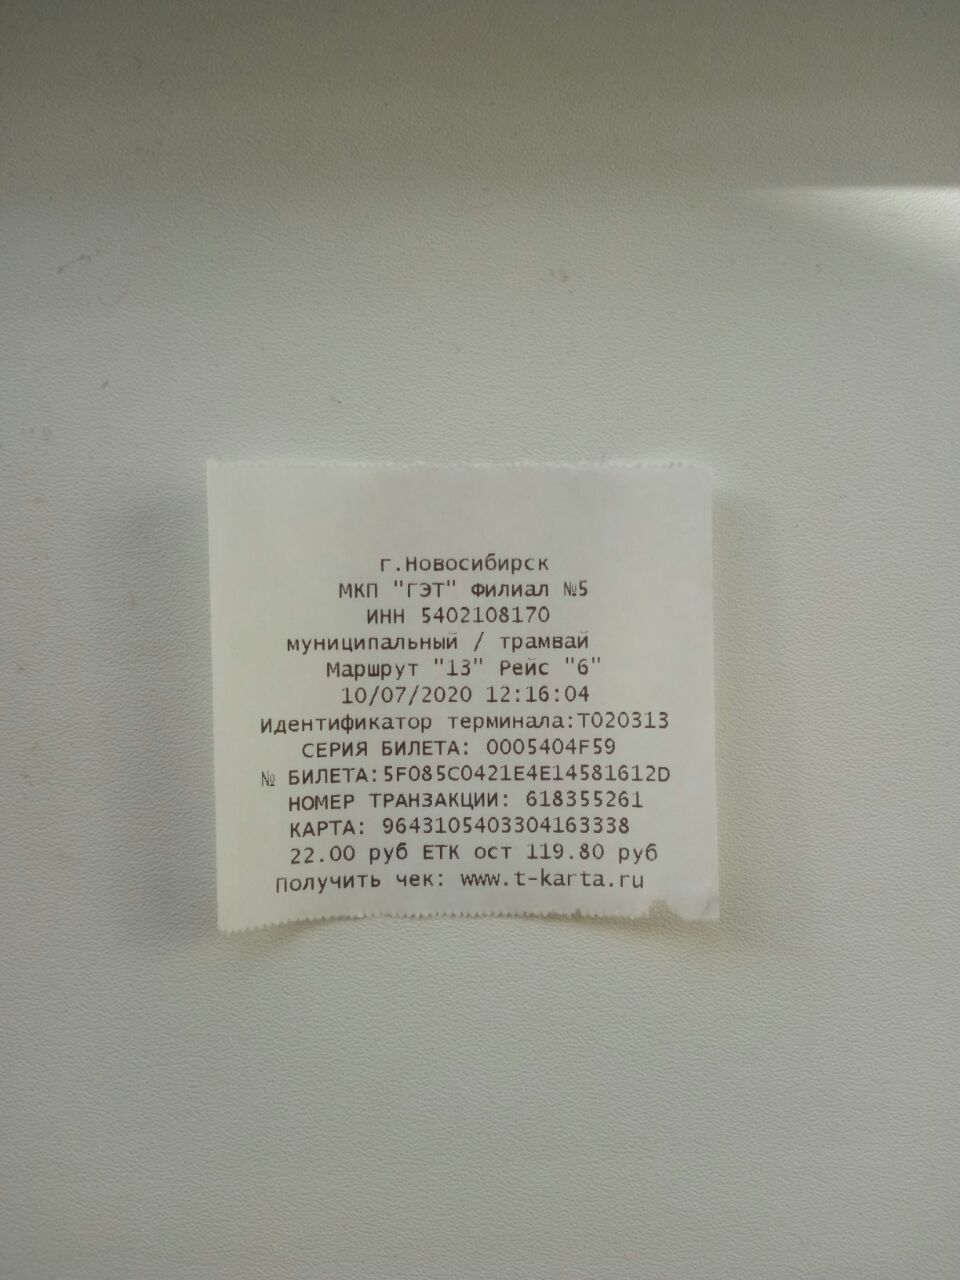 г.Новосибирск
МКП "ГЭТ" Филиал №5
ИНН 5402108170
муниципальный / трамвай
Маршрут "13" Рейс "6"
10/07/2020 12:16:04
Идентификатор терминала:T020313
СЕРИЯ БИЛЕТА: 0005404F59
№ БИЛЕТА:5F085C0421E4E14581612D
НОМЕР ТРАНЗАКЦИИ: 618355261
КАРТА: 9643105403304163338
22.00 руб ЕТК ост 119.80 руб
Получить чек: www.t-karta.ru